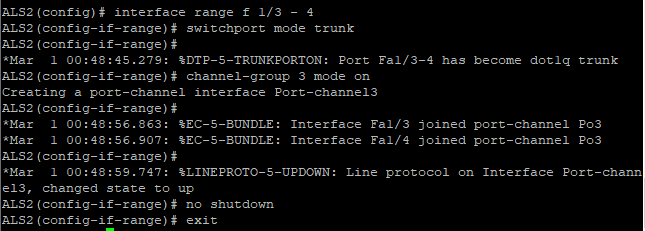 ALS2(config)# interface range f 1/3 - 4
ALS2(config-if-range)# switchport mode trunk
ALS2(config-if-range)#
*Mar  1 00:48:45.279: %DTP-5-TRUNKPORTON: Port Fa1/3-4 has become dot1q trunk
ALS2(config-if-range)# channel-group 3 mode on
Creating a port-channel interface Port-channel3
ALS2(config-if-range)#
*Mar  1 00:48:56.863: %EC-5-BUNDLE: Interface Fa1/3 joined port-channel Po3
*Mar  1 00:48:56.907: %EC-5-BUNDLE: Interface Fa1/4 joined port-channel Po3
ALS2(config-if-range)#
*Mar  1 00:48:59.747: %LINEPROTO-5-UPDOWN: Line protocol on Interface Port-chann
el3, changed state to up
ALS2(config-if-range)# no shutdown
ALS2(config-if-range)# exit